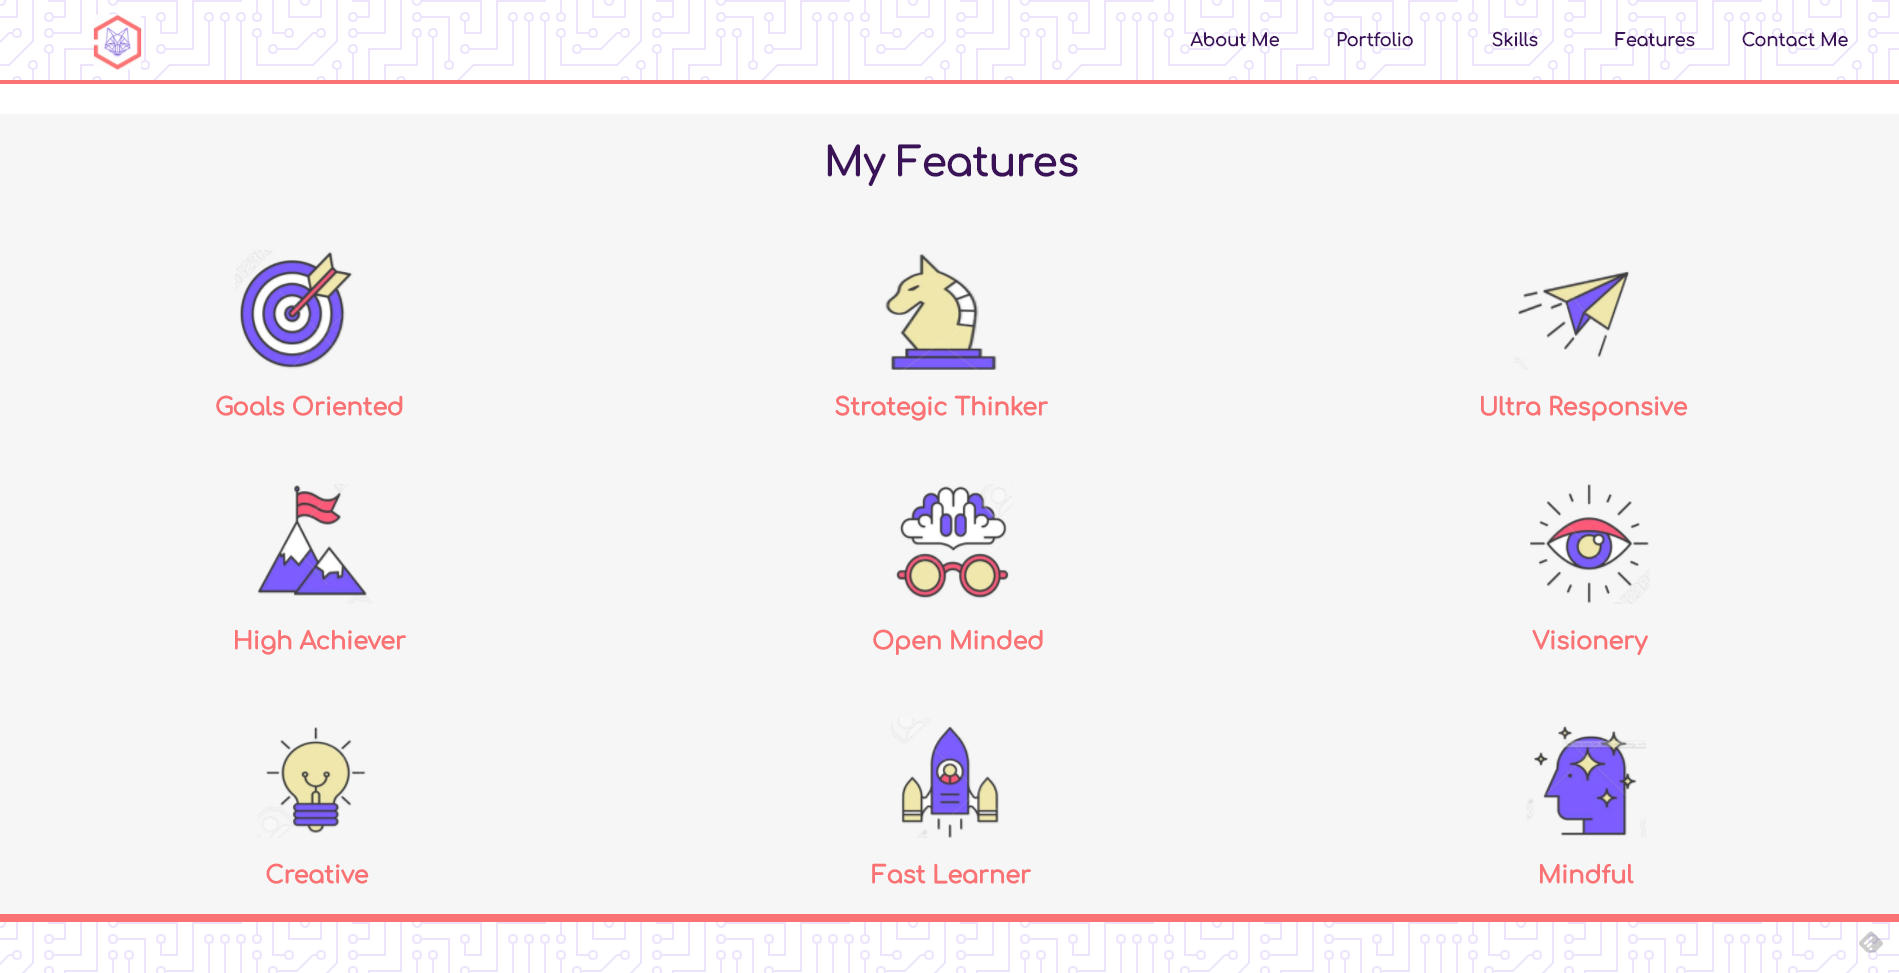 About Me Portfolio Skills Features Contact Me
My Features
Goals Oriented Strategic Thinker Ultra Responsive
High Achiever Open Minded Visionery
Creative Fast Learner Mindful